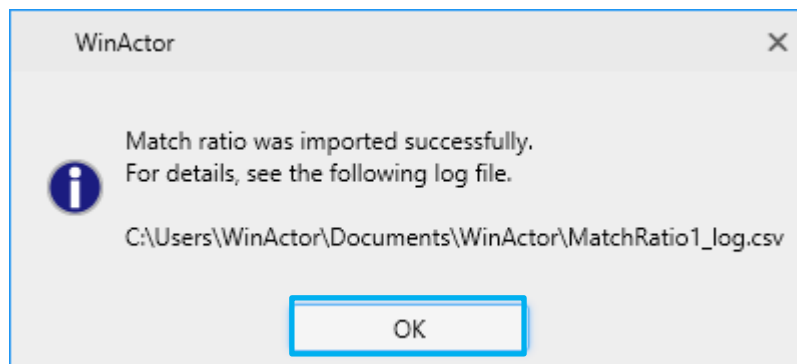 WinActor
Match ratio was imported successfully.
For details, see the following log file.
C:\Users\WinActor\Documents\WinActor\MatchRatio1_log.csv
OK